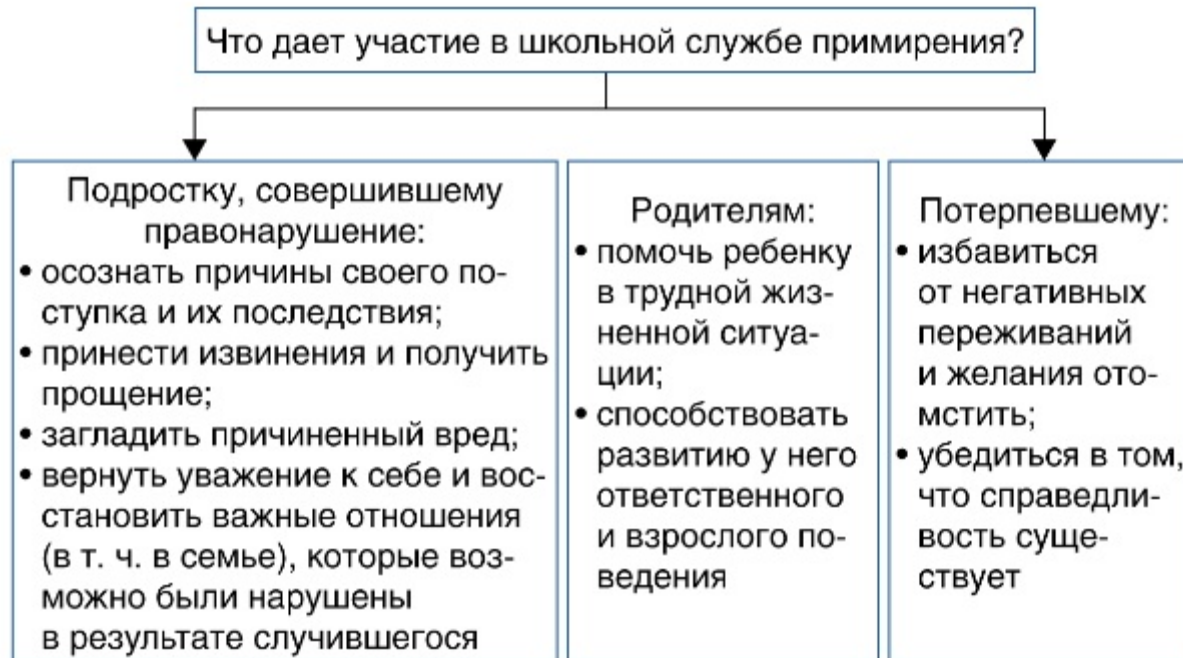 Что дает участие в школьной службе примирения?
Подростку, совершившему
правонарушение:
• осознать причины своего по-
ступка и их последствия;
• принести извинения и получить
прощение;
• загладить причиненный вред;
• вернуть уважение к себе и вос-
становить важные отношения
(в т. ч. в семье), которые воз-
можно были нарушены
в результате случившегося
Родителям:
• помочь ребенку
в трудной жиз-
ненной ситуа-
ции;
• способствовать
развитию у него
ответственного
и взрослого по-
ведения
Потерпевшему:
• избавиться
от негативных
переживаний
и желания ото-
мстить;
• убедиться в том,
что справедли-
вость суще-
ствует